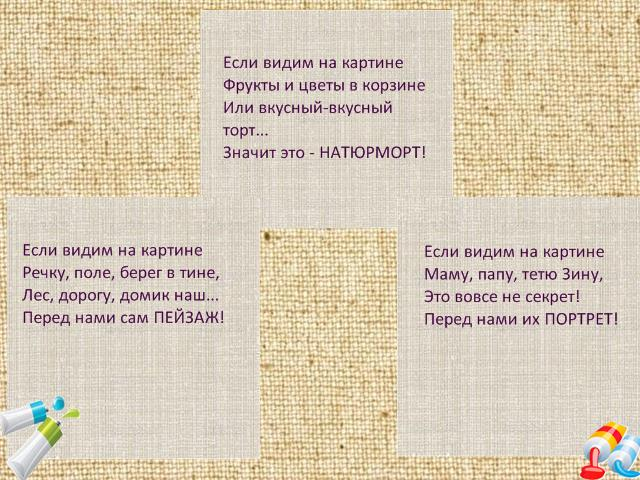 Если видим на картине
Фрукты и цветы в корзине
Или вкусный-вкусный
торт...
Значит это - НАТЮРМОРТ!
Если видим на картине
Речку, поле, берег в тине,
Лес, дорогу, домик наш...
Перед нами сам ПЕЙЗАЖ!
Если видим на картине
Маму, папу, тетю Зину,
Это вовсе не секрет!
Перед нами их ПОРТРЕТ!